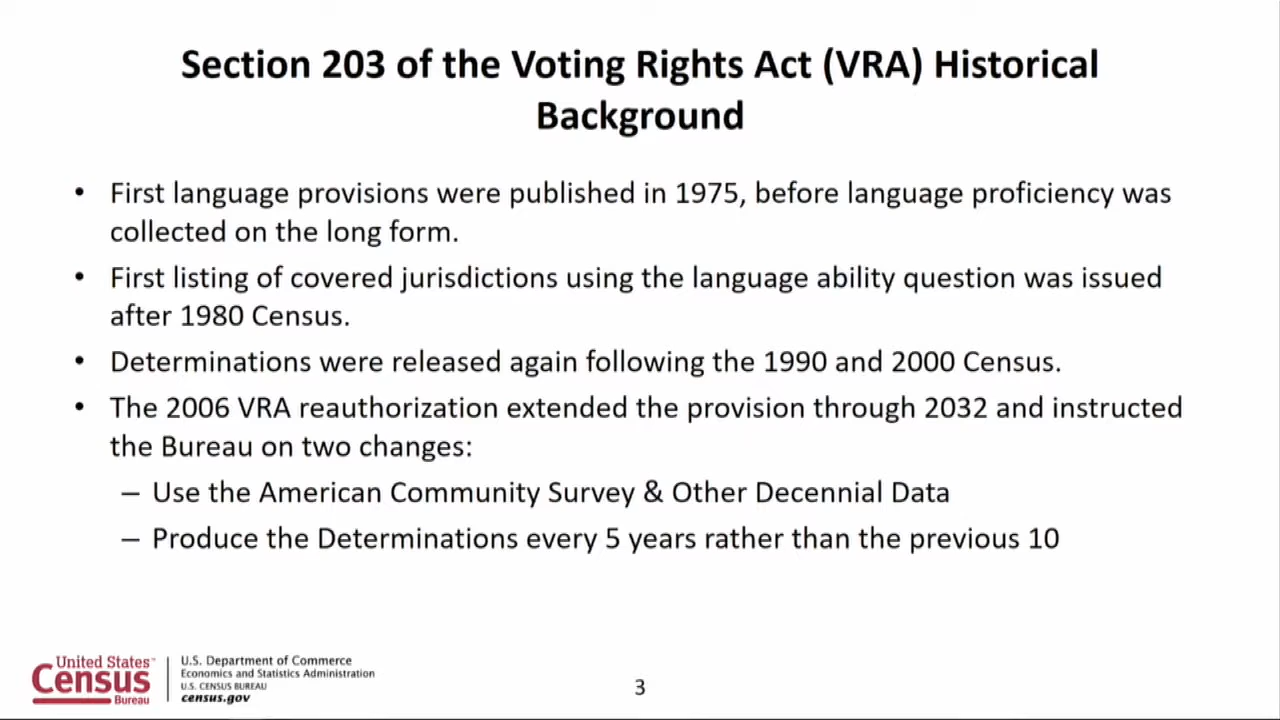 Section 203 of the Voting Rights Act (VRA) Historical
Background
• First language provisions were published in 1975, before language proficiency was
collected on the long form.
• First listing of covered jurisdictions using the language ability question was issued
after 1980 Census.
• Determinations were released again following the 1990 and 2000 Census.
• The 2006 VRA reauthorization extended the provision through 2032 and instructed
the Bureau on two changes:
– Use the American Community Survey & Other Decennial Data
– Produce the Determinations every 5 years rather than the previous 10
United States™
Census
Bureau
U.S. Department of Commerce
Economics and Statistics Administration
U.S. CENSUS BUREAU
census.gov
3